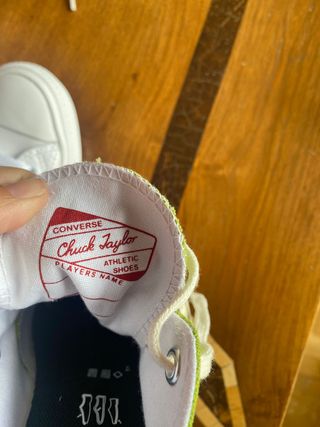 CONVERSE
Chuck Taylor
ATHLETIC
SHOES
PLAYERS NAME